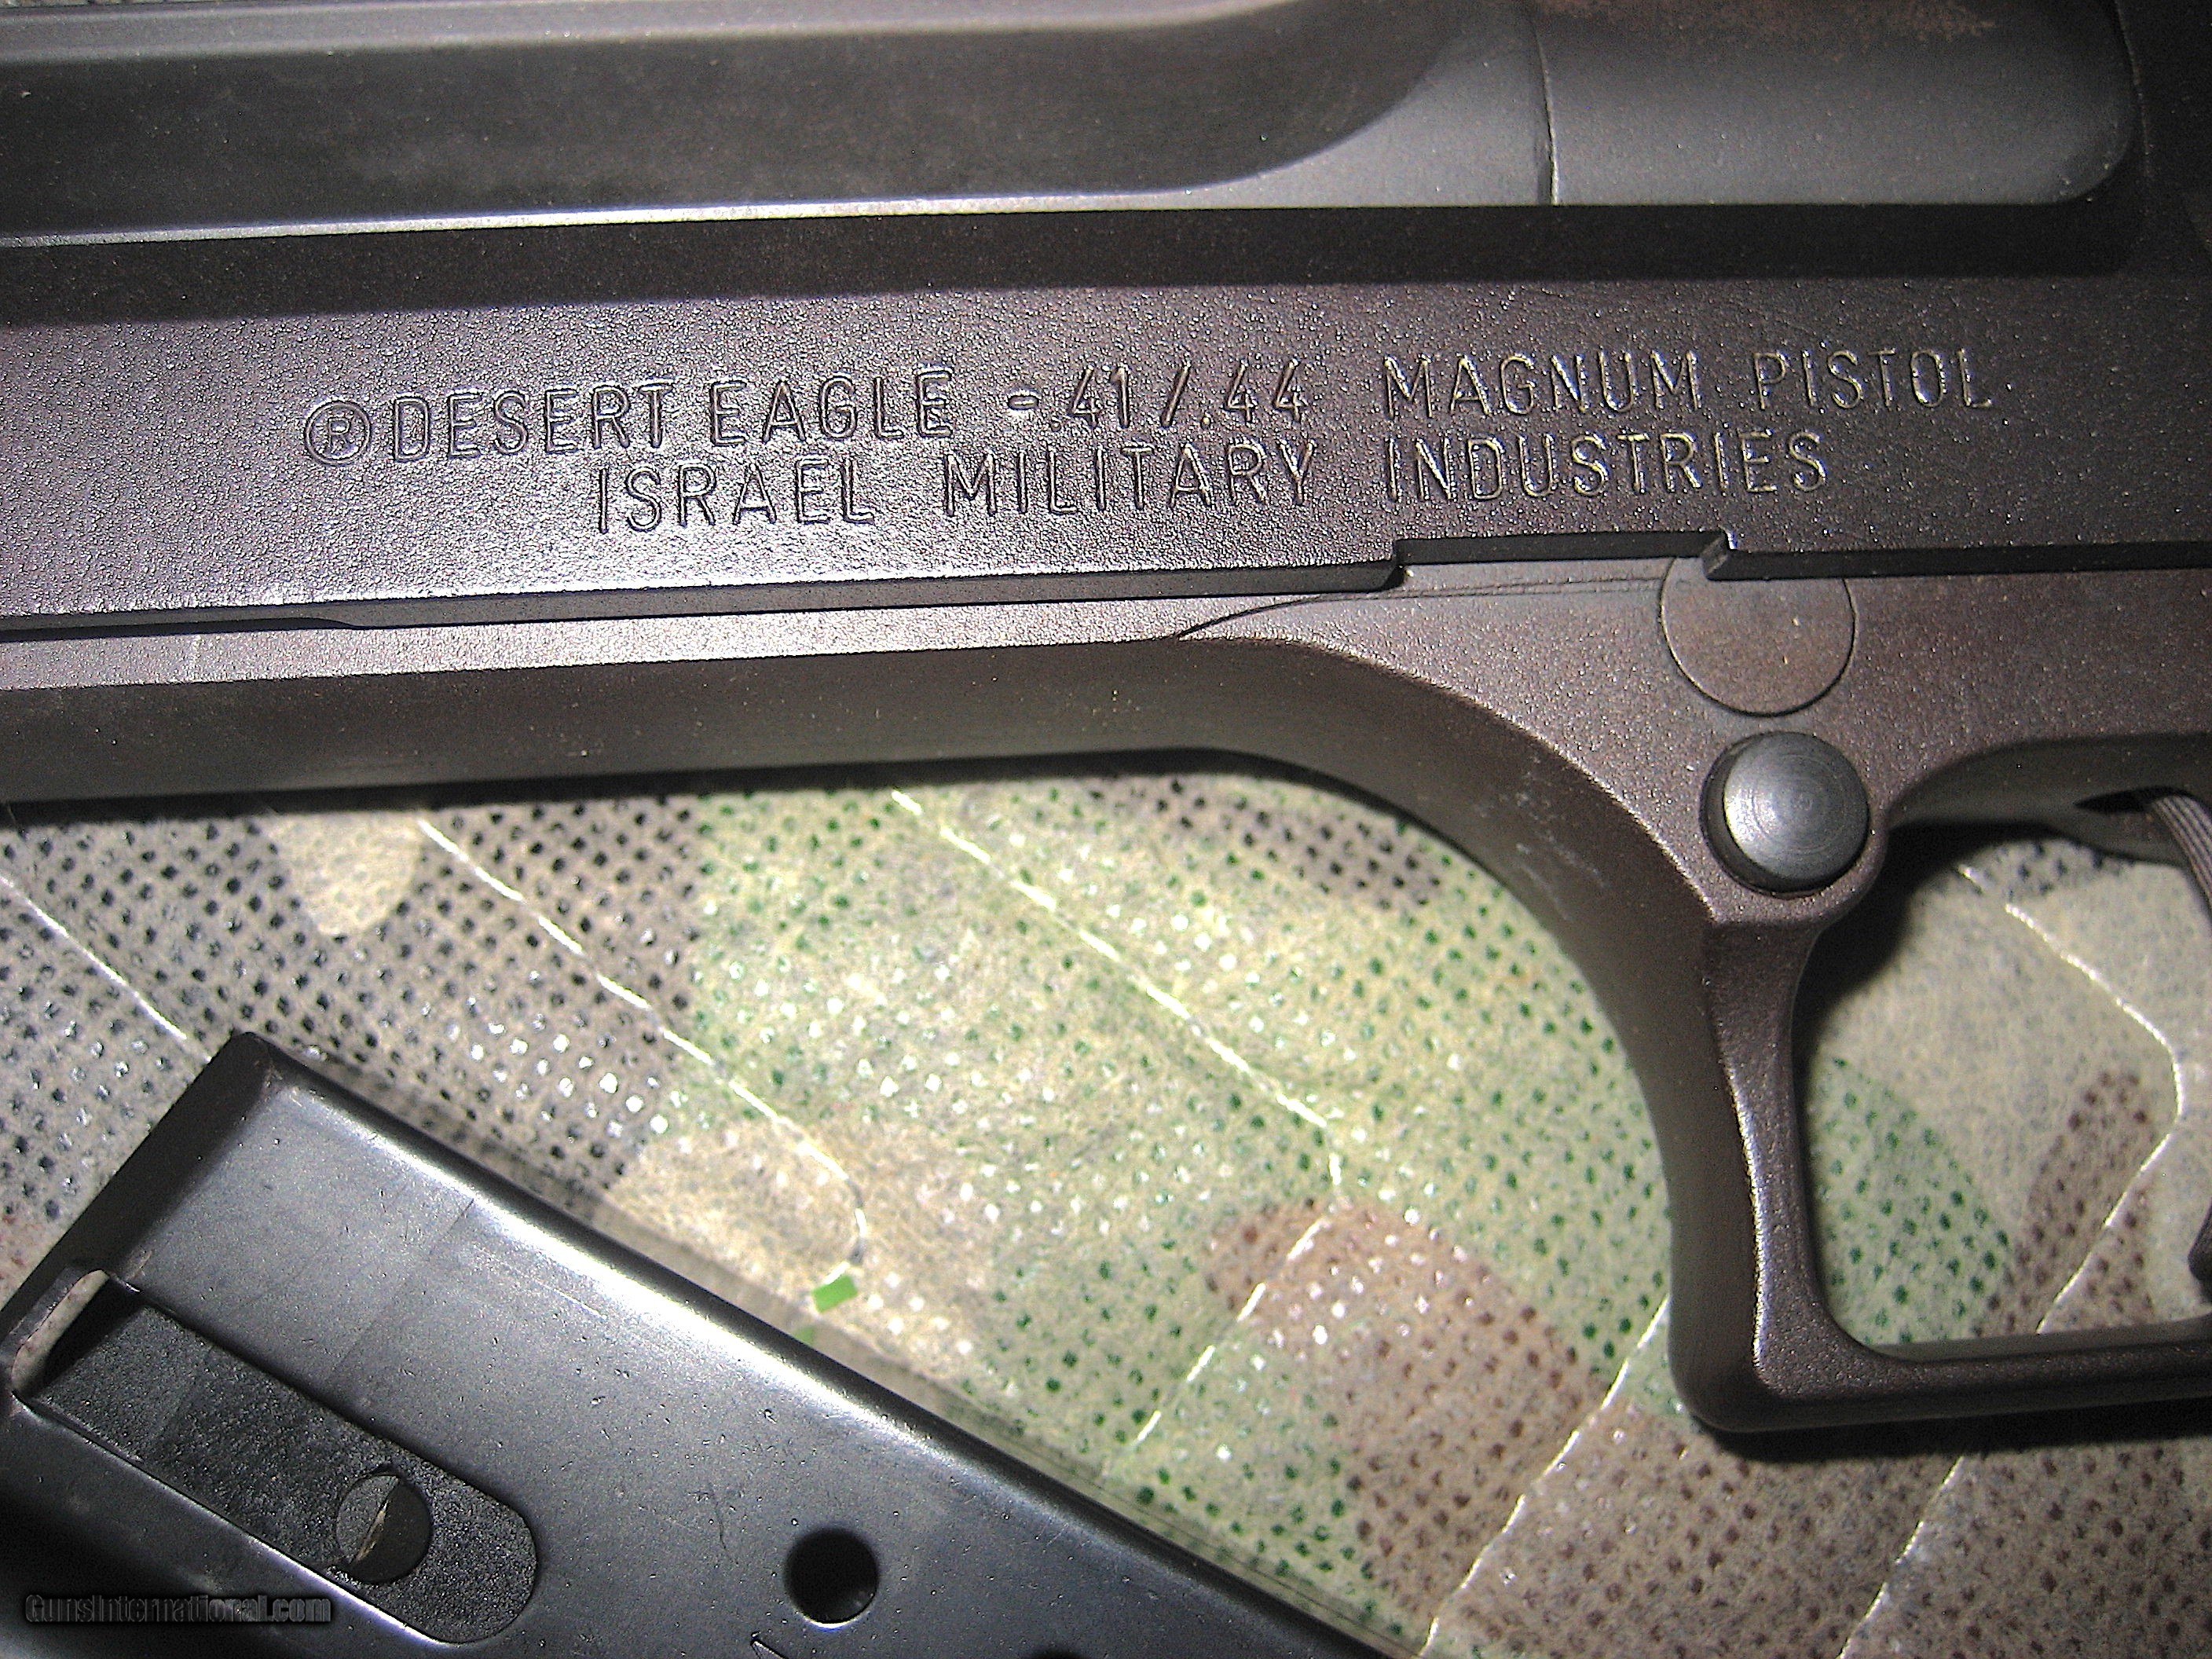 ®DESERT EAGLE - .41/.44 MAGNUM PISTOL
ISRAEL MILITARY INDUSTRIES
GunsInternational.com